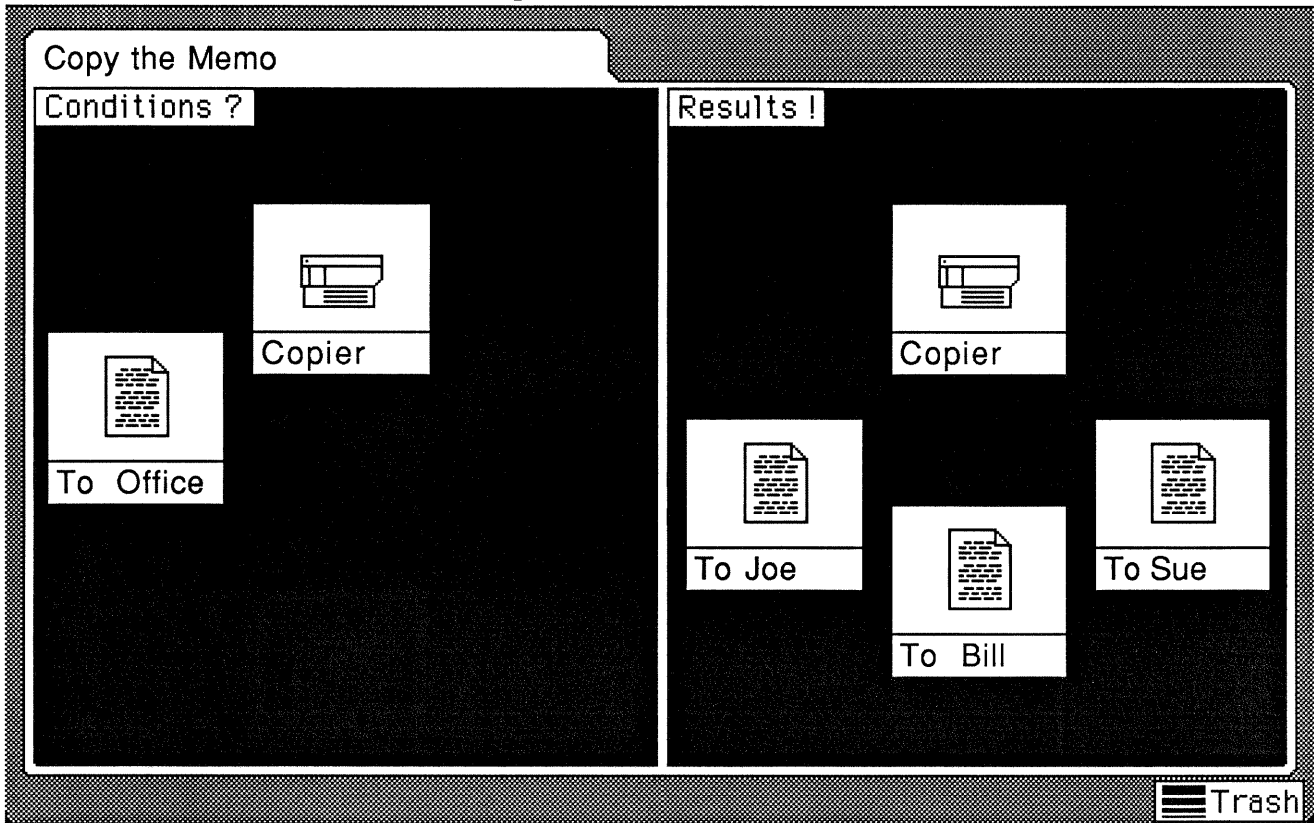 Copy the Memo
Conditions ?
Results !
Copier
To Office
Copier
To Joe
To Sue
To Bill
Trash